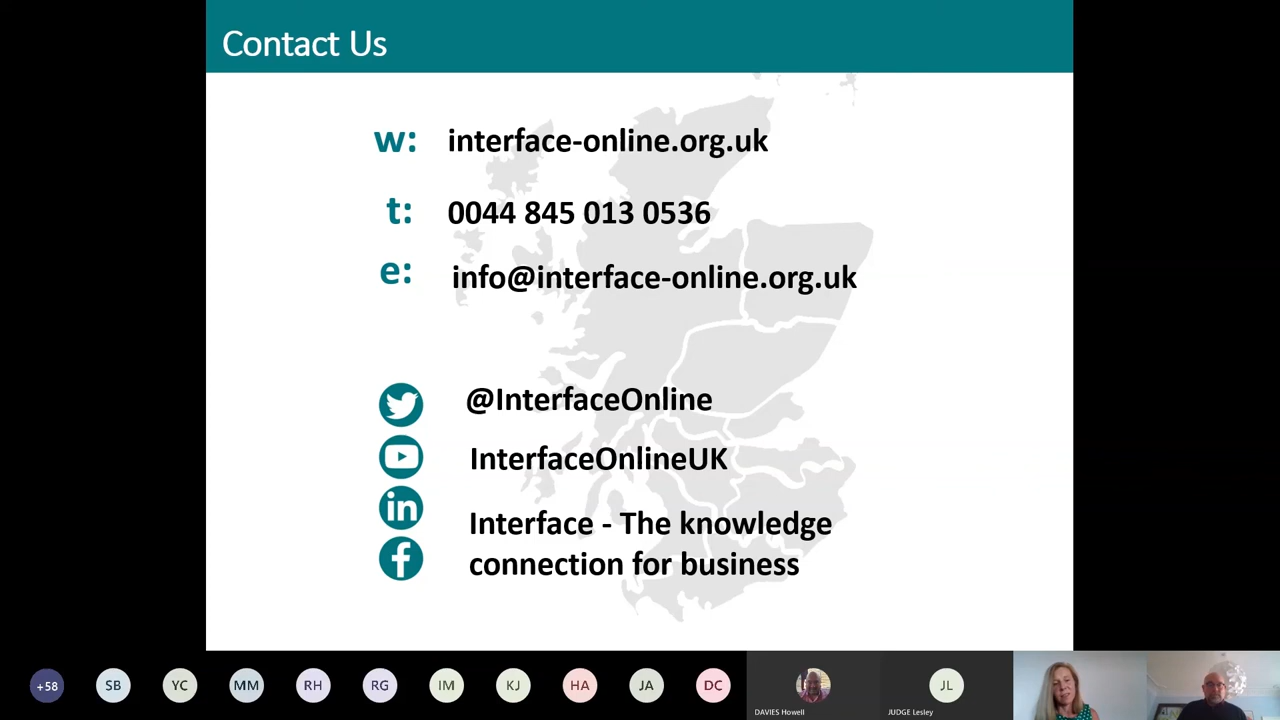 Contact Us
w: interface-online.org.uk
t: 0044 845 013 0536
e: info@interface-online.org.uk
@InterfaceOnline
InterfaceOnlineUK
in
Interface - The knowledge
connection for business
+58 SB YC MM RH RG IM KJ HA JA DC JL
DAVIES Howell JUDGE Lesley